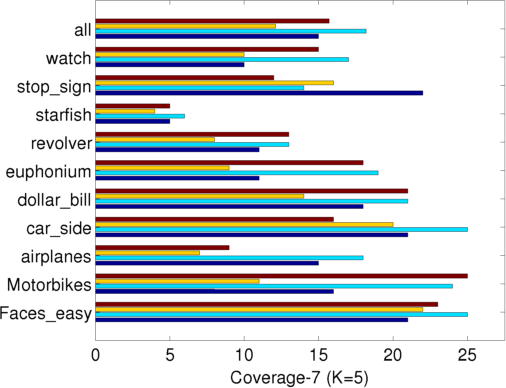 all
watch
stop_sign
starfish
revolver
euphonium
dollar_bill
car_side
airplanes
Motorbikes
Faces_easy
0 5 10 15 20 25
Coverage-7 (K=5)